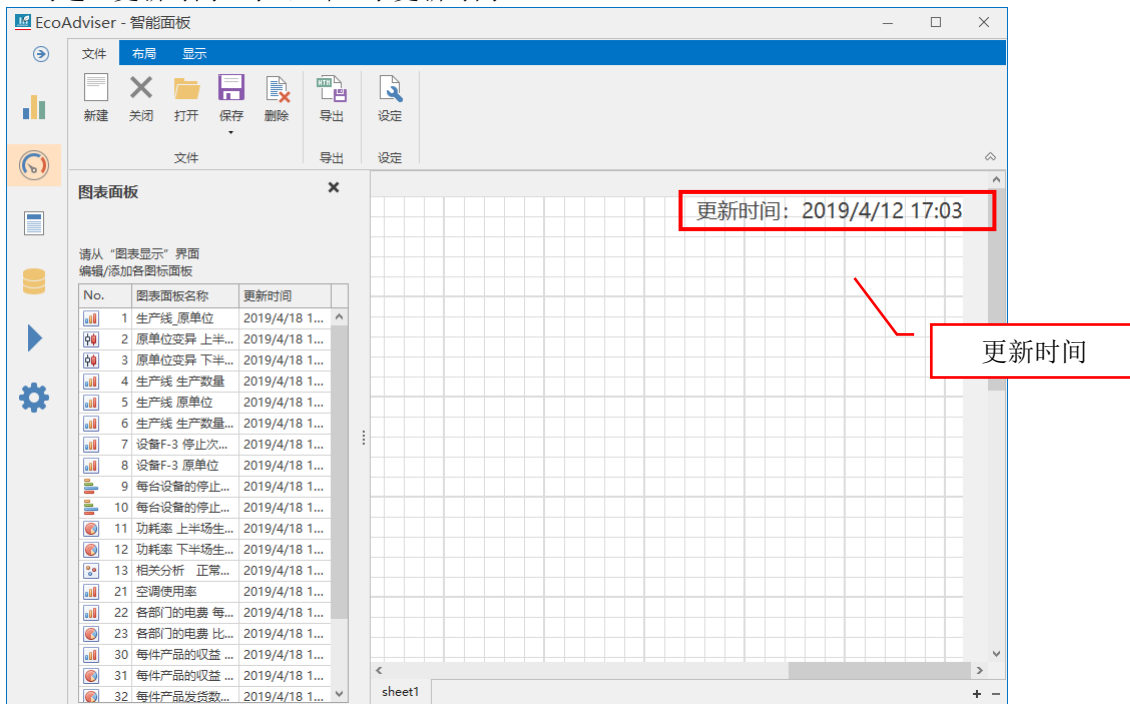 EcoAdviser - 智能面板
文件 布局 显示
新建 关闭 打开 保存 删除 导出 设定
文件 导出 设定
图表面板
更新时间：2019/4/12 17:03
请从“图表显示”界面
编辑/添加各图标面板
No. 图表面板名称 更新时间
1 生产线_原单位 2019/4/18 1...
2 原单位变异 上半... 2019/4/18 1...
3 原单位变异 下半... 2019/4/18 1...
更新时间
4 生产线 生产数量 2019/4/18 1...
5 生产线 原单位 2019/4/18 1...
6 生产线 生产数量... 2019/4/18 1...
7 设备F-3 停止次... 2019/4/18 1...
8 设备F-3 原单位 2019/4/18 1...
9 每台设备的停止... 2019/4/18 1...
10 每台设备的停止... 2019/4/18 1...
11 功耗率 上半场生... 2019/4/18 1...
12 功耗率 下半场生... 2019/4/18 1...
13 相关分析 正常... 2019/4/18 1...
21 空调使用率 2019/4/18 1...
22 各部门的电费 每... 2019/4/18 1...
23 各部门的电费 比... 2019/4/18 1...
30 每件产品的收益 ... 2019/4/18 1...
31 每件产品的收益 ... 2019/4/18 1...
32 每件产品发货数... 2019/4/18 1...
sheet1